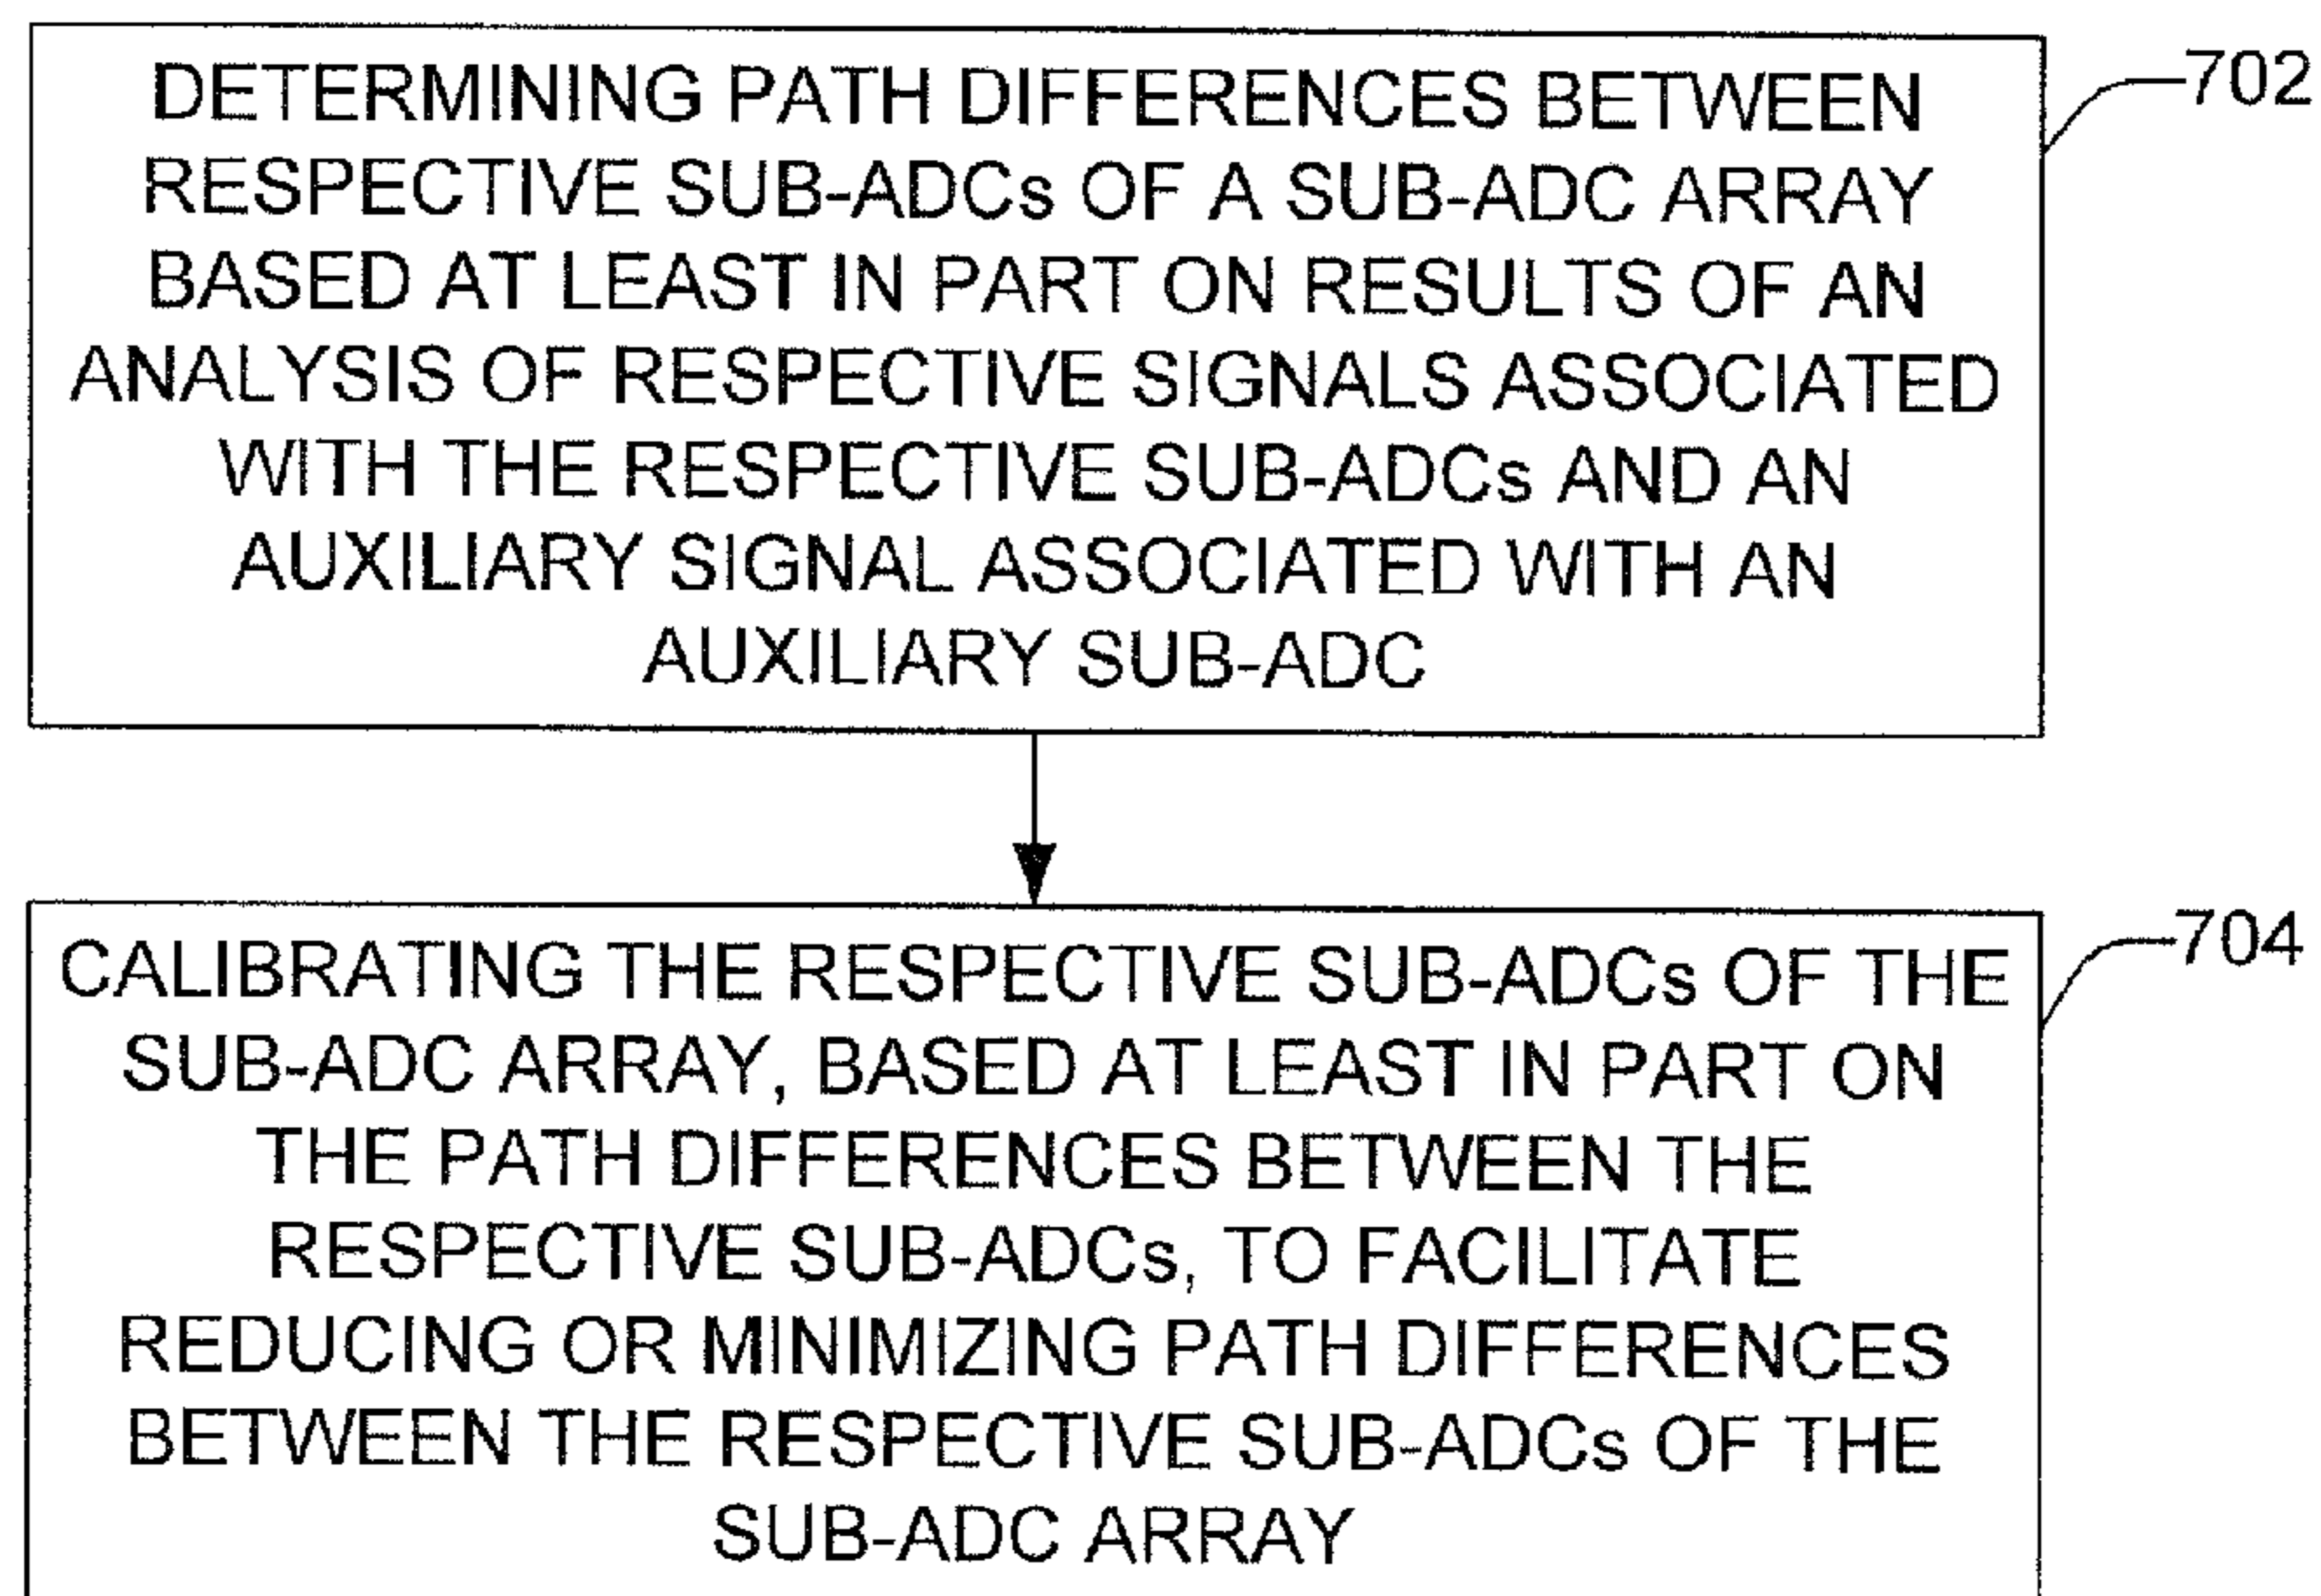 DETERMINING PATH DIFFERENCES BETWEEN
RESPECTIVE SUB-ADCs OF A SUB-ADC ARRAY
BASED AT LEAST IN PART ON RESULTS OF AN
ANALYSIS OF RESPECTIVE SIGNALS ASSOCIATED
WITH THE RESPECTIVE SUB-ADCs AND AN
AUXILIARY SIGNAL ASSOCIATED WITH AN
AUXILIARY SUB-ADC
702
CALIBRATING THE RESPECTIVE SUB-ADCs OF THE
SUB-ADC ARRAY, BASED AT LEAST IN PART ON
THE PATH DIFFERENCES BETWEEN THE
RESPECTIVE SUB-ADCs, TO FACILITATE
REDUCING OR MINIMIZING PATH DIFFERENCES
BETWEEN THE RESPECTIVE SUB-ADCs OF THE
SUB-ADC ARRAY
704